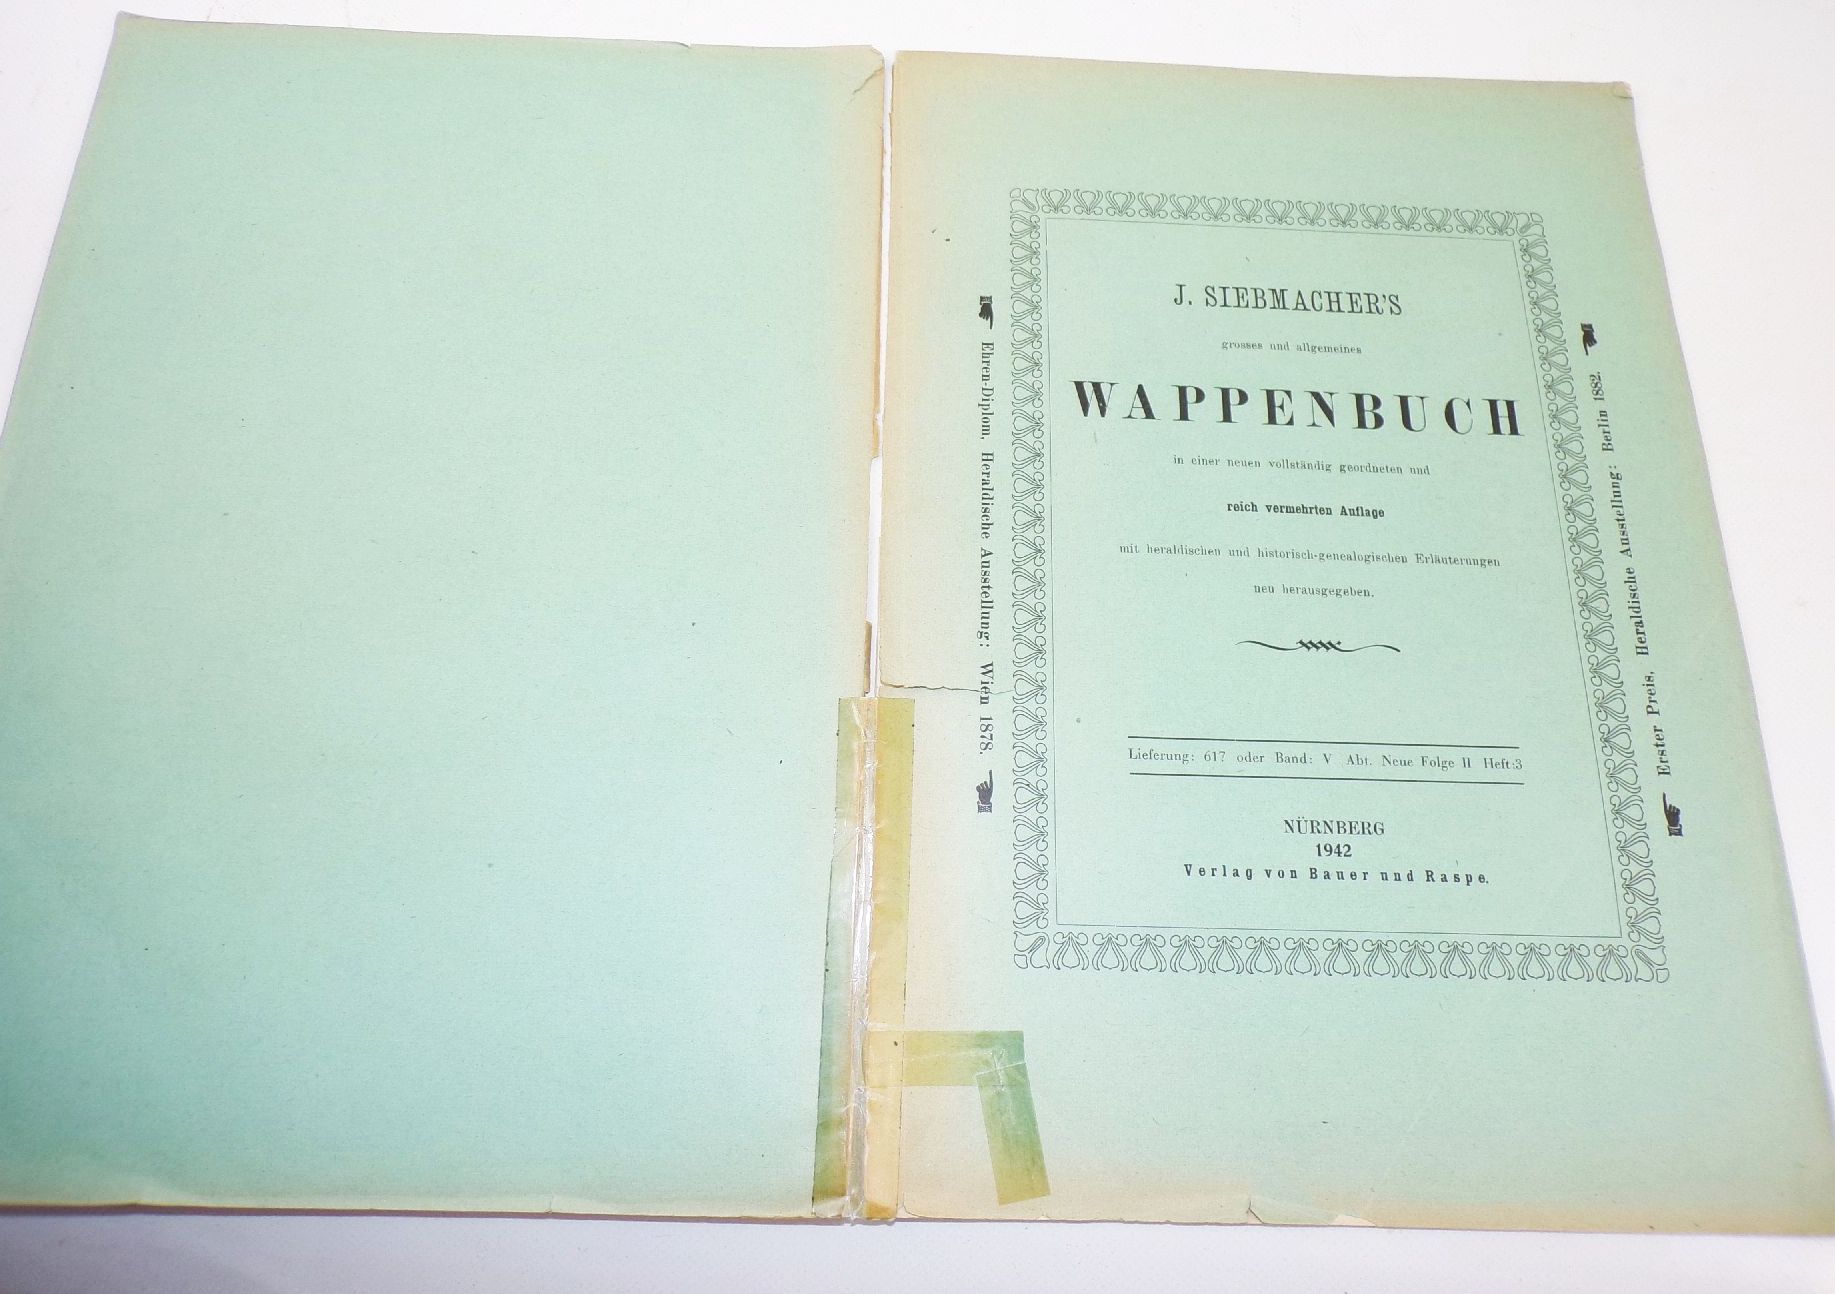 J. SIEBMACHER'S
grosses und allgemeines
WAPPENBUCH
in einer neuen vollständig geordneten und
reich vermehrten Auflage
mit heraldischen und historisch-genealogischen Erläuterungen
neu herausgegeben.
Lieferung: 617 oder Band: V Abt. Neue Folge II Heft:3
NÜRNBERG
1942
Verlag von Bauer und Raspe.
Ehren-Diplom, Heraldische Ausstellung: Wien 1878.
Erster Preis, Heraldische Ausstellung: Berlin 1882.